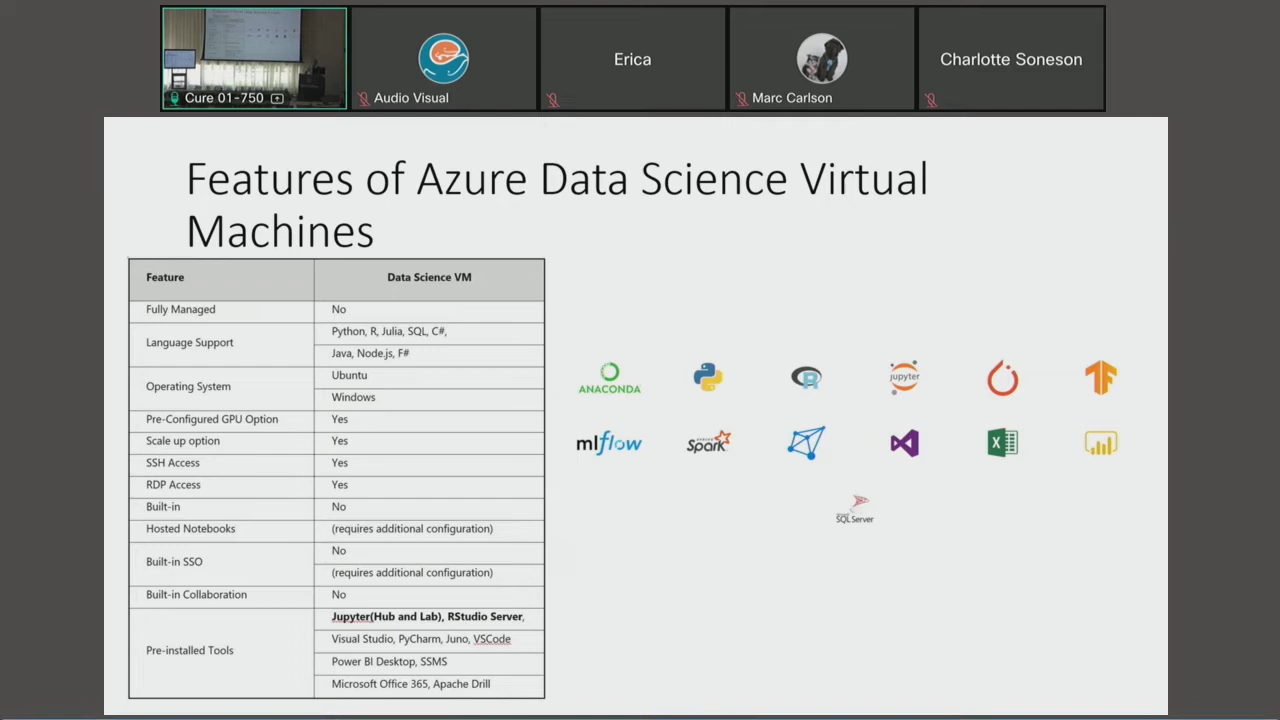 Cure 01-750
Audio Visual
Erica
Marc Carlson
Charlotte Soneson
Features of Azure Data Science Virtual
Machines
Feature Data Science VM
Fully Managed No
Language Support Python, R, Julia, SQL, C#,
Java, Node.js, F#
Operating System Ubuntu
Windows
Pre-Configured GPU Option Yes
Scale up option Yes
SSH Access Yes
RDP Access Yes
Built-in No
Hosted Notebooks (requires additional configuration)
Built-in SSO No
(requires additional configuration)
Built-in Collaboration No
Pre-installed Tools Jupyter(Hub and Lab), RStudio Server,
Visual Studio, PyCharm, Juno, VSCode
Power BI Desktop, SSMS
Microsoft Office 365, Apache Drill
ANACONDA
R
jupyter
mlflow
Spark
X
SQL Server